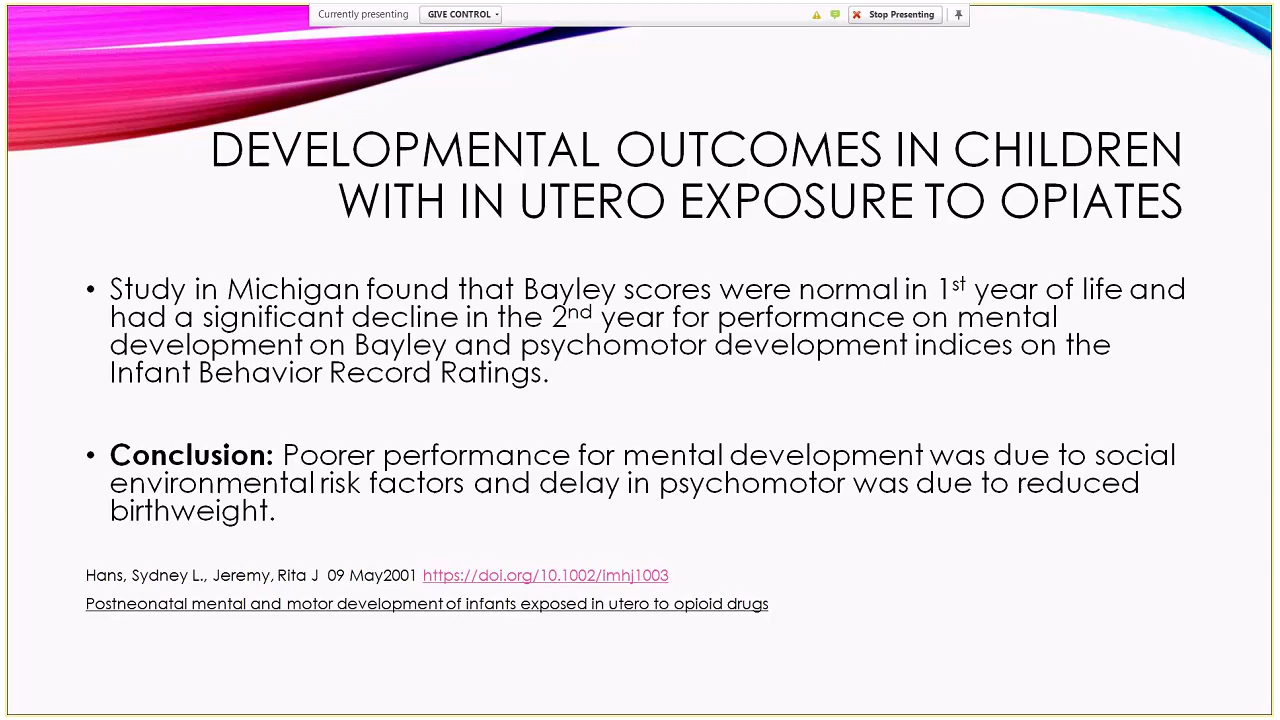 Currently presenting GIVE CONTROL Stop Presenting
DEVELOPMENTAL OUTCOMES IN CHILDREN
WITH IN UTERO EXPOSURE TO OPIATES
• Study in Michigan found that Bayley scores were normal in 1st year of life and
had a significant decline in the 2nd year for performance on mental
development on Bayley and psychomotor development indices on the
Infant Behavior Record Ratings.
• Conclusion: Poorer performance for mental development was due to social
environmental risk factors and delay in psychomotor was due to reduced
birthweight.
Hans, Sydney L., Jeremy, Rita J 09 May2001 https://doi.org/10.1002/imhj1003
Postneonatal mental and motor development of infants exposed in utero to opioid drugs